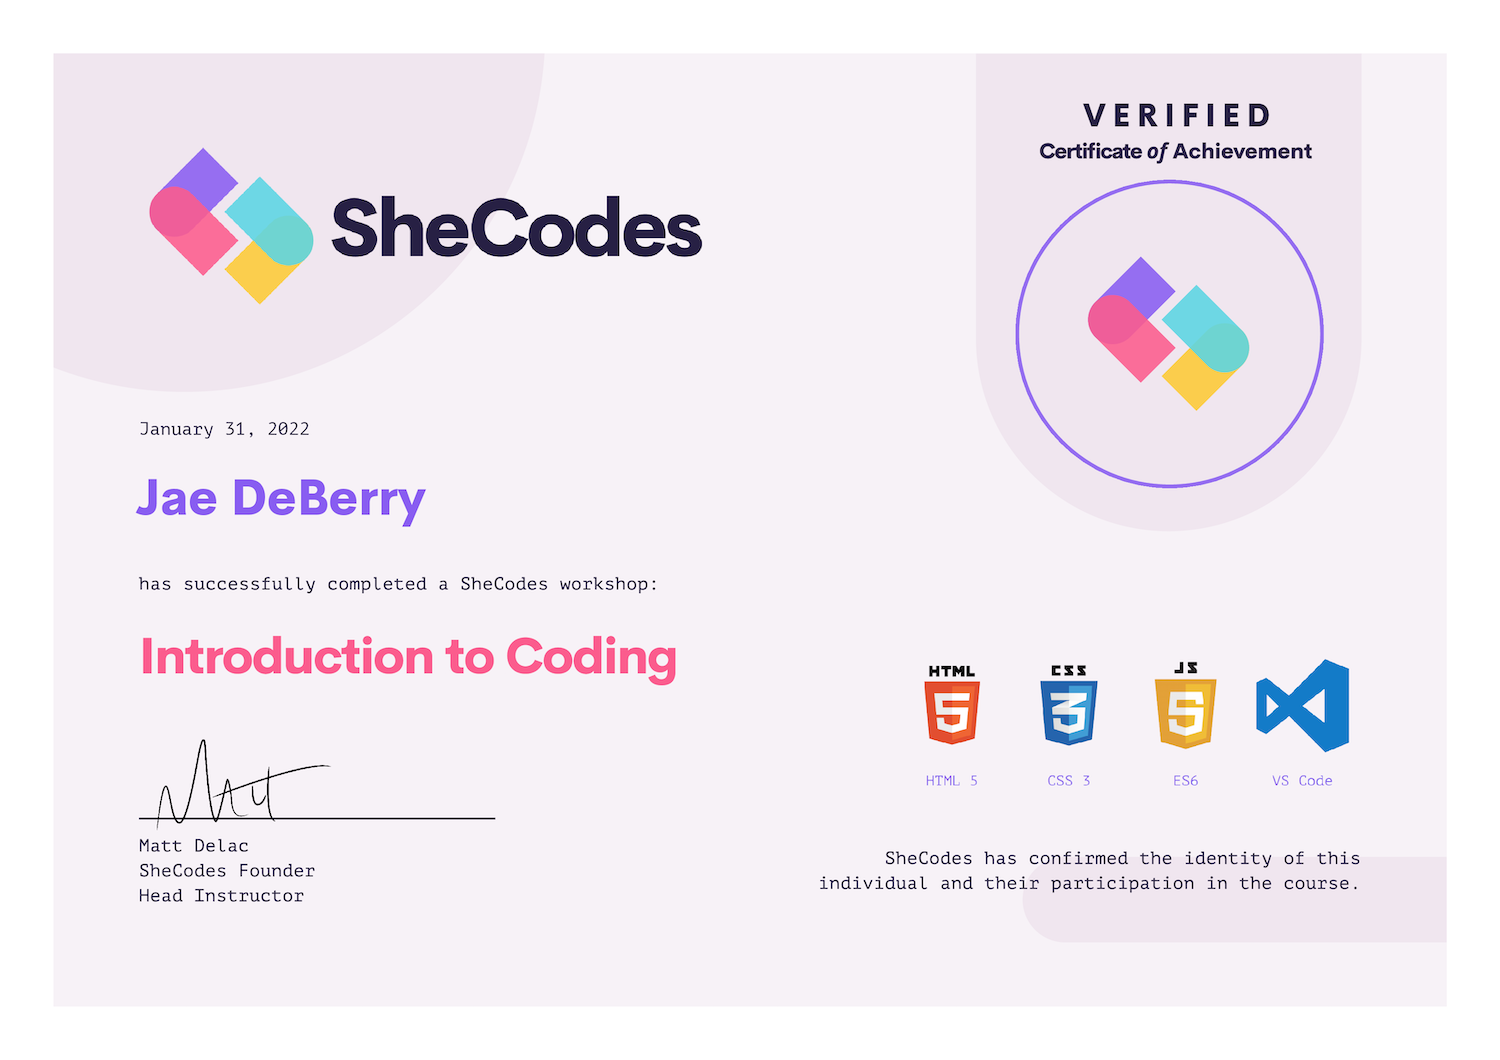 VERIFIED
Certificate of Achievement
SheCodes
January 31, 2022
Jae DeBerry
has successfully completed a SheCodes workshop:
Introduction to Coding
HTML CSS JS
5 3 5
HTML 5 CSS 3 ES6 VS Code
Matt
Matt Delac
SheCodes Founder
Head Instructor
SheCodes has confirmed the identity of this
individual and their participation in the course.